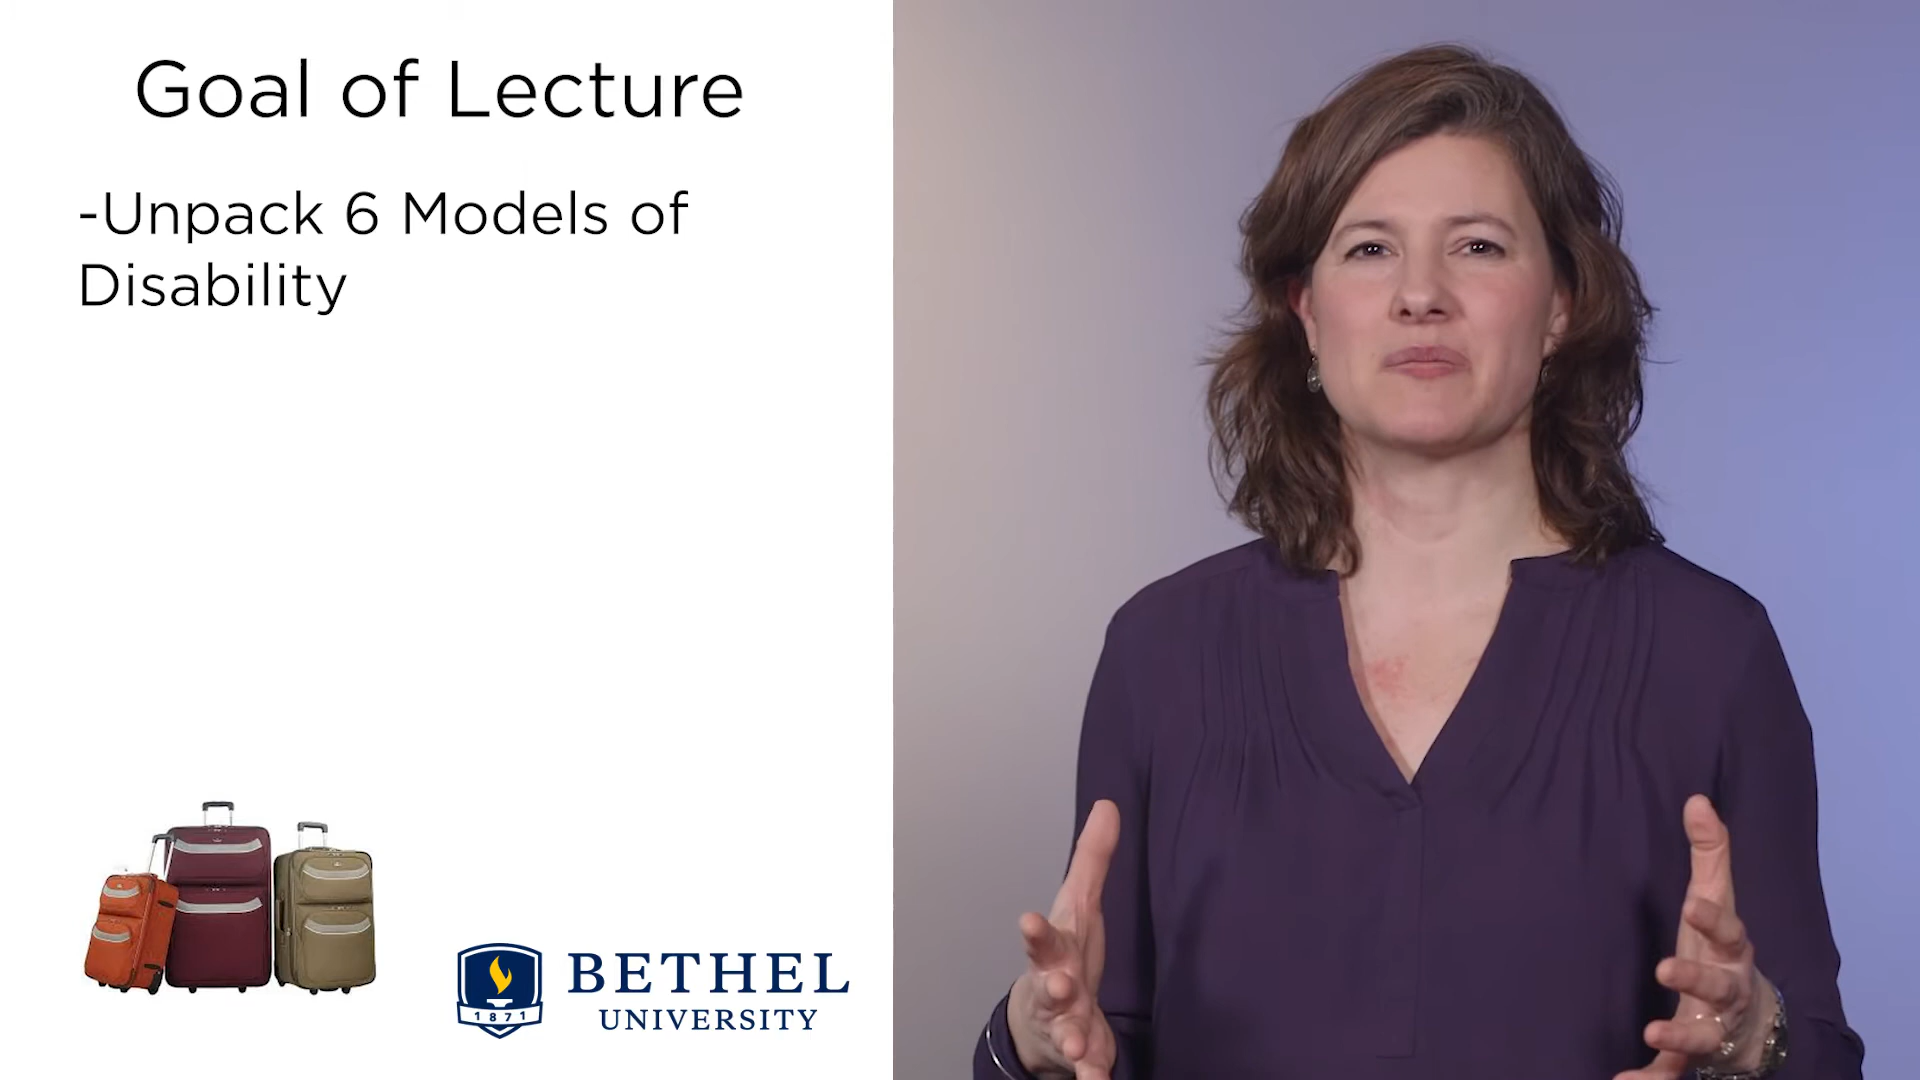 Goal of Lecture
-Unpack 6 Models of
Disability
1871
BETHEL
UNIVERSITY